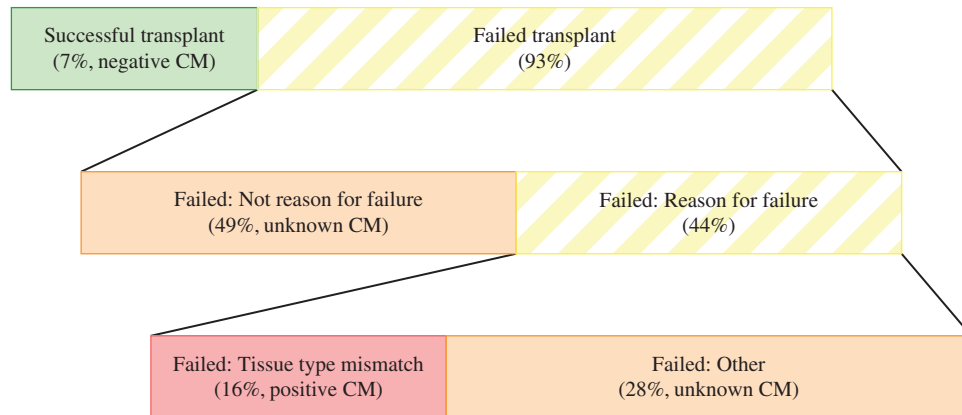 Successful transplant
(7%, negative CM)
Failed transplant
(93%)
Failed: Not reason for failure
(49%, unknown CM)
Failed: Reason for failure
(44%)
Failed: Tissue type mismatch
(16%, positive CM)
Failed: Other
(28%, unknown CM)